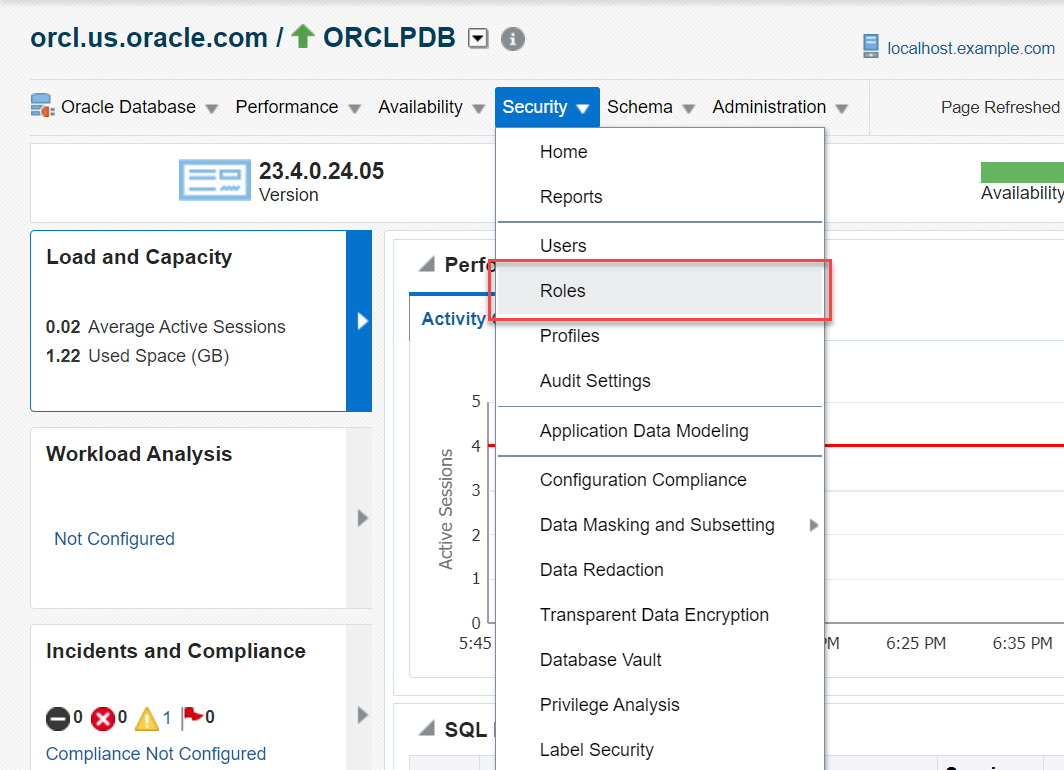 orcl.us.oracle.com / ORCLPDB
localhost.example.com
Oracle Database Performance Availability Security Schema Administration Page Refreshed
Home
Reports
Users
Roles
Profiles
Audit Settings
Application Data Modeling
Configuration Compliance
Data Masking and Subsetting
Data Redaction
Transparent Data Encryption
Database Vault
Privilege Analysis
Label Security
23.4.0.24.05
Version
Availability
Load and Capacity
0.02 Average Active Sessions
1.22 Used Space (GB)
Workload Analysis
Not Configured
Incidents and Compliance
0 0 1 0
Compliance Not Configured
Activity
Active Sessions
5
4
3
2
1
0
5:45 PM 6:25 PM 6:35 PM
SQL